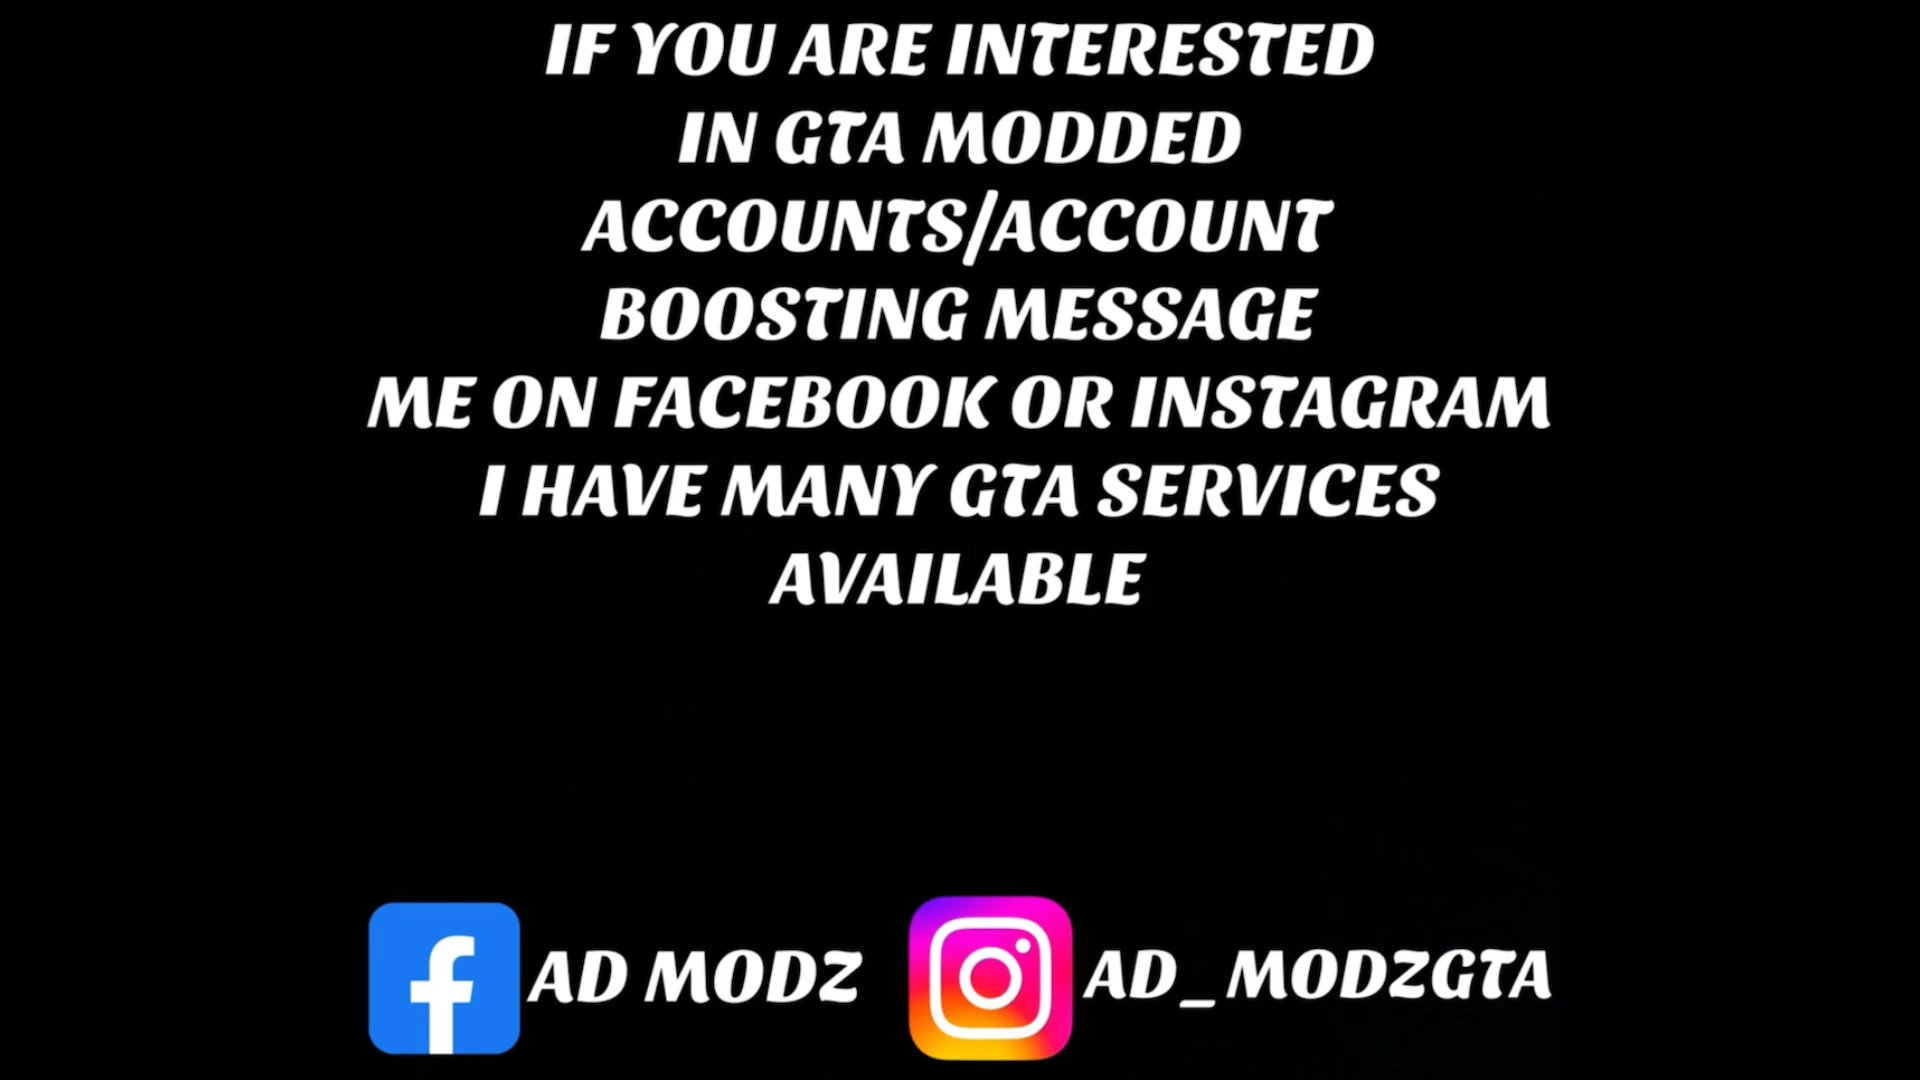 IF YOU ARE INTERESTED
IN GTA MODDED
ACCOUNTS/ACCOUNT
BOOSTING MESSAGE
ME ON FACEBOOK OR INSTAGRAM
I HAVE MANY GTA SERVICES
AVAILABLE
AD MODZ
AD_MODZGTA